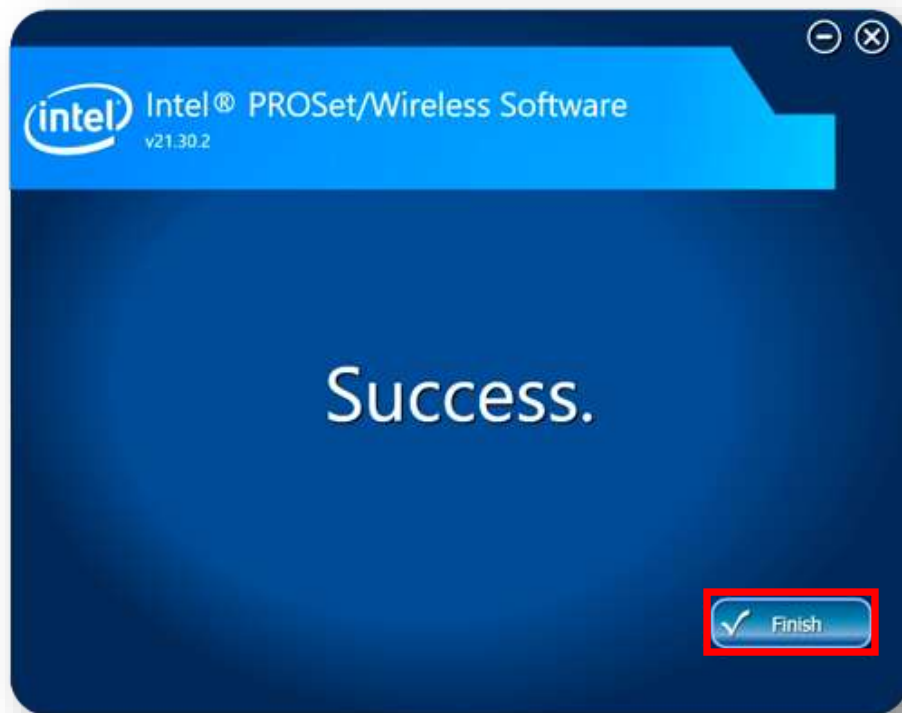 intel
Intel® PROSet/Wireless Software
v21.30.2
Success.
Finish